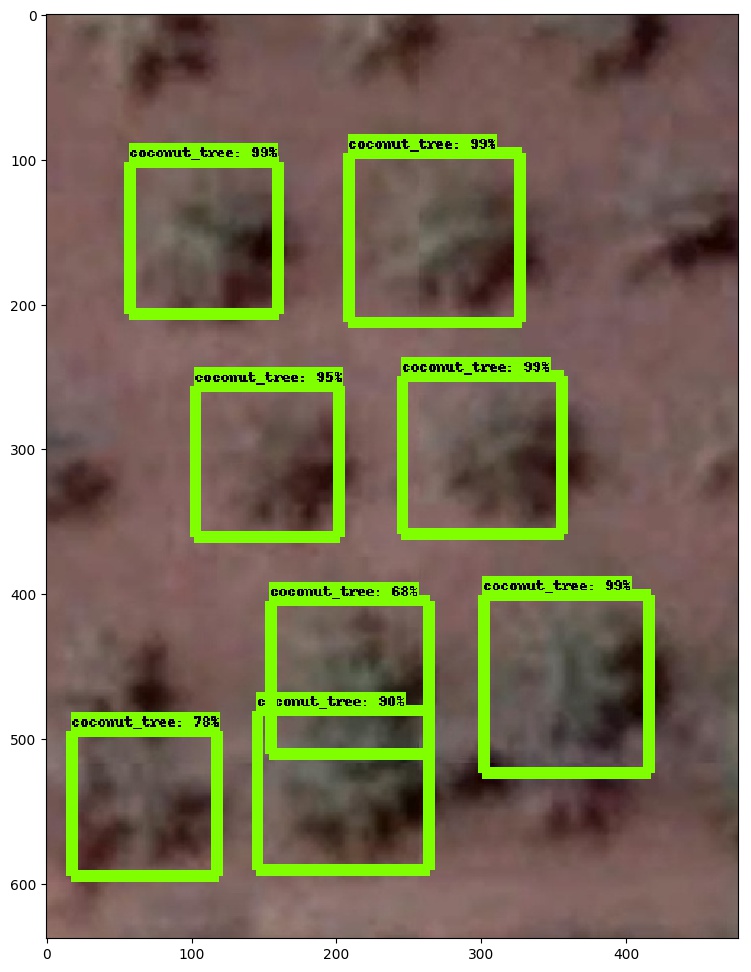 0
100
200
300
400
500
600
coconut_tree: 99%
coconut_tree: 99%
coconut_tree: 95%
coconut_tree: 99%
coconut_tree: 68%
coconut_tree: 99%
coconut_tree: 90%
coconut_tree: 78%
0 100 200 300 400